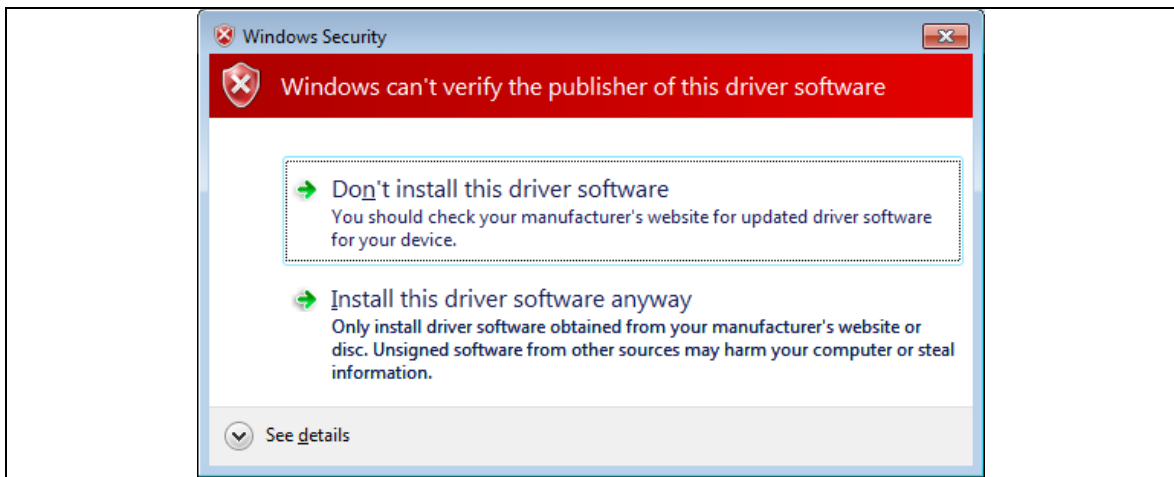 Windows Security
Windows can't verify the publisher of this driver software
Don't install this driver software
You should check your manufacturer's website for updated driver software
for your device.
Install this driver software anyway
Only install driver software obtained from your manufacturer's website or
disc. Unsigned software from other sources may harm your computer or steal
information.
See details